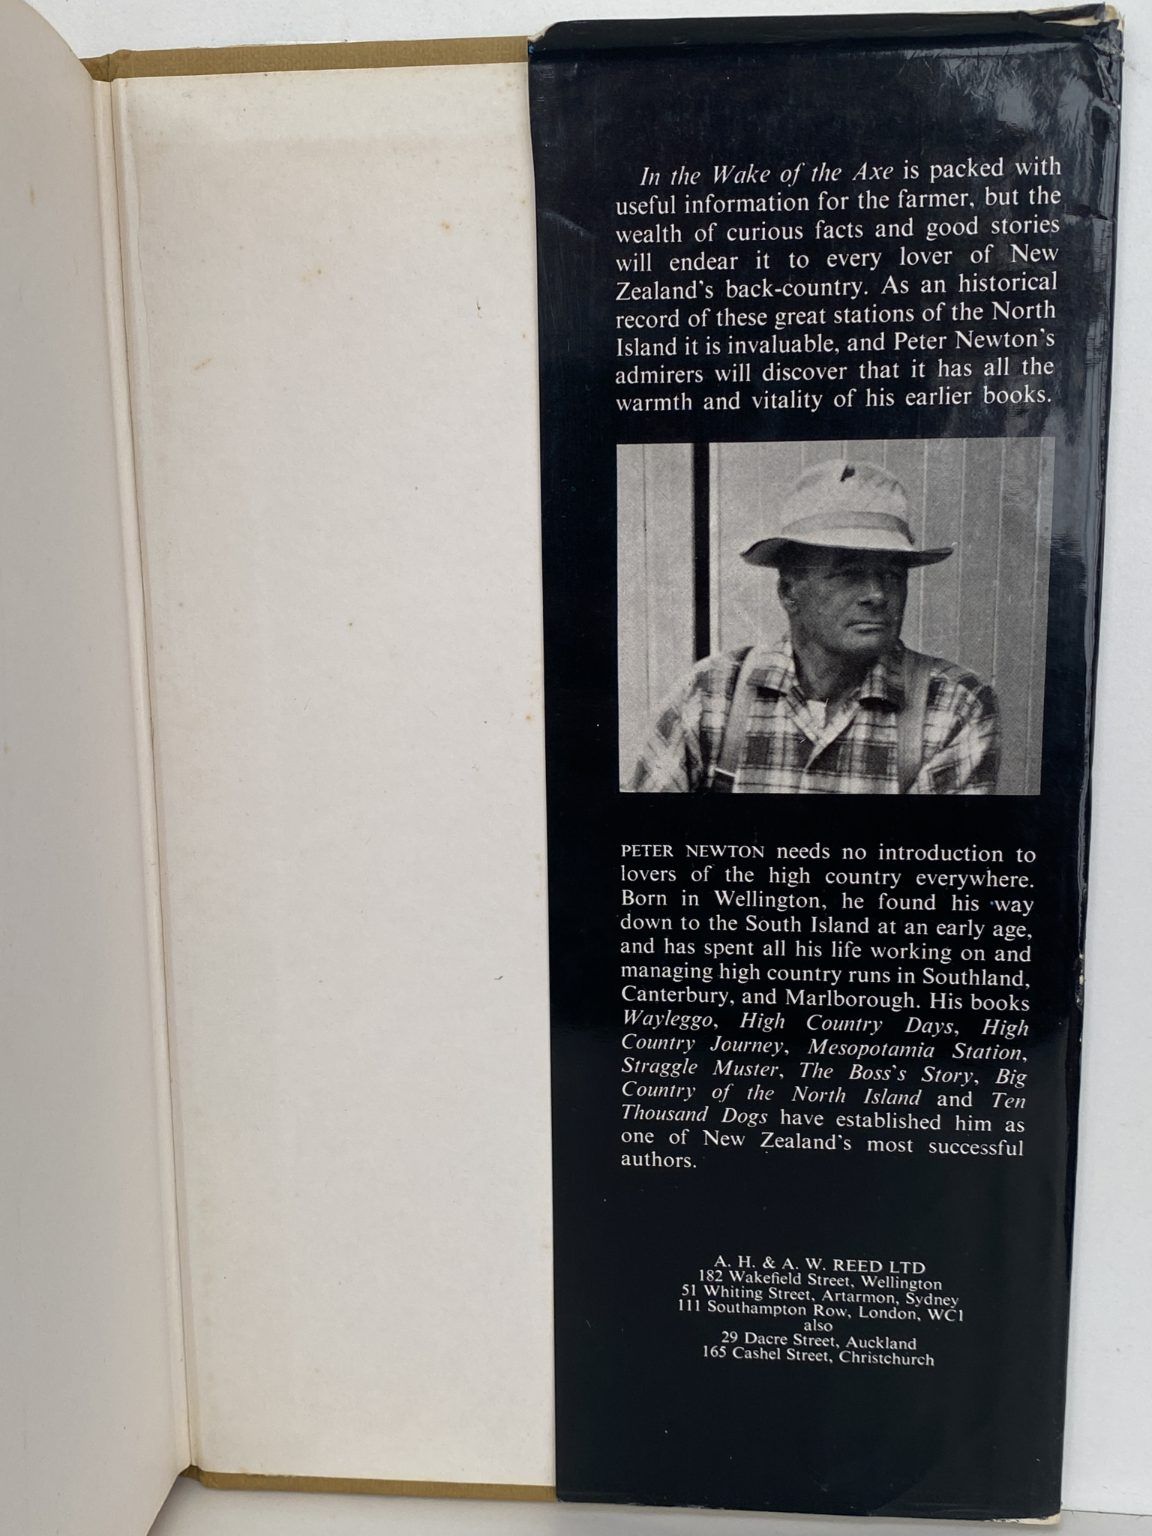 In the Wake of the Axe is packed with
useful information for the farmer, but the
wealth of curious facts and good stories
will endear it to every lover of New
Zealand's back-country. As an historical
record of these great stations of the North
Island it is invaluable, and Peter Newton's
admirers will discover that it has all the
warmth and vitality of his earlier books.
PETER NEWTON needs no introduction to
lovers of the high country everywhere.
Born in Wellington, he found his way
down to the South Island at an early age,
and has spent all his life working on and
managing high country runs in Southland,
Canterbury, and Marlborough. His books
Wayleggo, High Country Days, High
Country Journey, Mesopotamia Station,
Straggle Muster, The Boss's Story, Big
Country of the North Island and Ten
Thousand Dogs have established him as
one of New Zealand's most successful
authors.
A. H. & A. W. REED LTD
182 Wakefield Street, Wellington
51 Whiting Street, Artarmon, Sydney
111 Southampton Row, London, WC1
also
29 Dacre Street, Auckland
165 Cashel Street, Christchurch